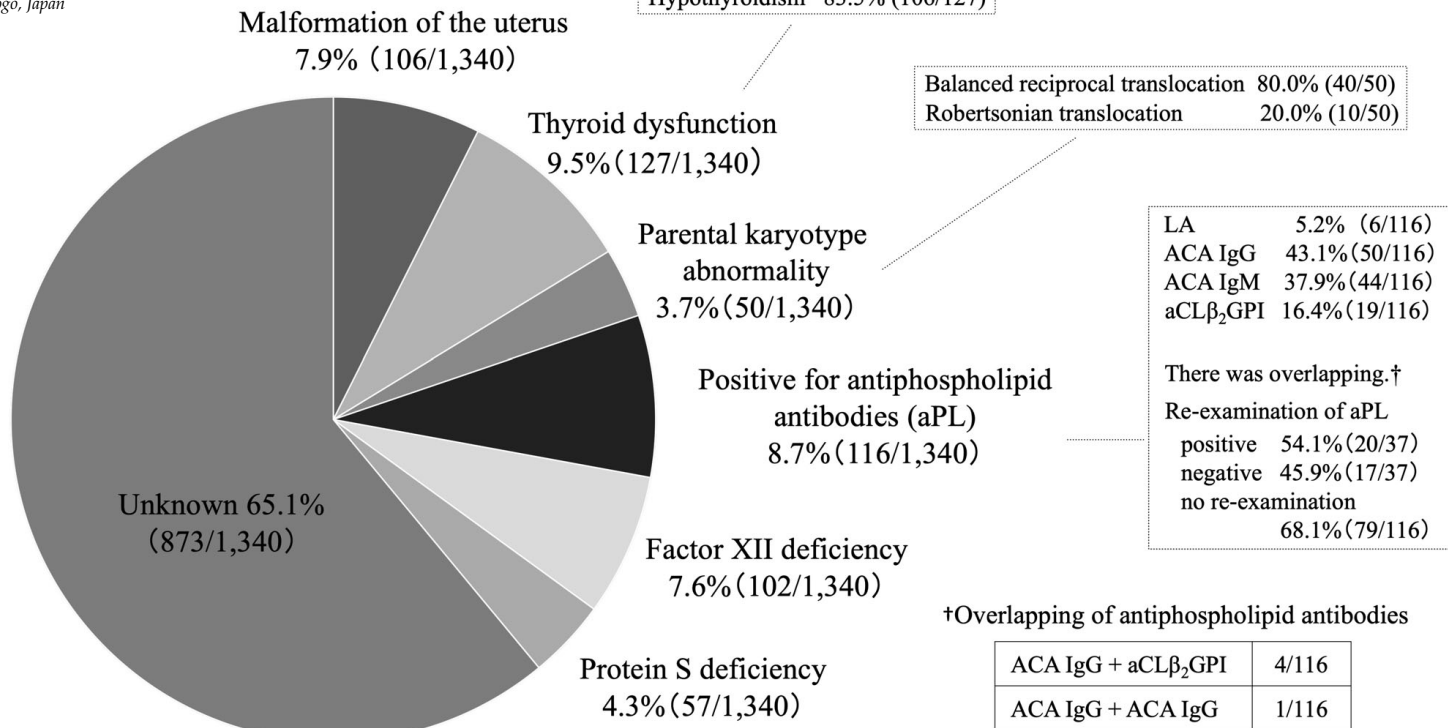 Japan
Hypothyroidism 83.5% (106/127)
Malformation of the uterus
7.9% (106/1,340)
Balanced reciprocal translocation 80.0% (40/50)
Robertsonian translocation 20.0% (10/50)
Thyroid dysfunction
9.5%(127/1,340)
Parental karyotype
abnormality
3.7%(50/1,340)
LA 5.2% (6/116)
ACA IgG 43.1%(50/116)
ACA IgM 37.9%(44/116)
aCLβ₂GPI 16.4%(19/116)
There was overlapping.†
Re-examination of aPL
positive 54.1%(20/37)
negative 45.9%(17/37)
no re-examination
68.1%(79/116)
Positive for antiphospholipid
antibodies (aPL)
8.7%(116/1,340)
Unknown 65.1%
(873/1,340)
Factor XII deficiency
7.6%(102/1,340)
Protein S deficiency
4.3%(57/1,340)
†Overlapping of antiphospholipid antibodies
ACA IgG + aCLβ₂GPI 4/116
ACA IgG + ACA IgG 1/116